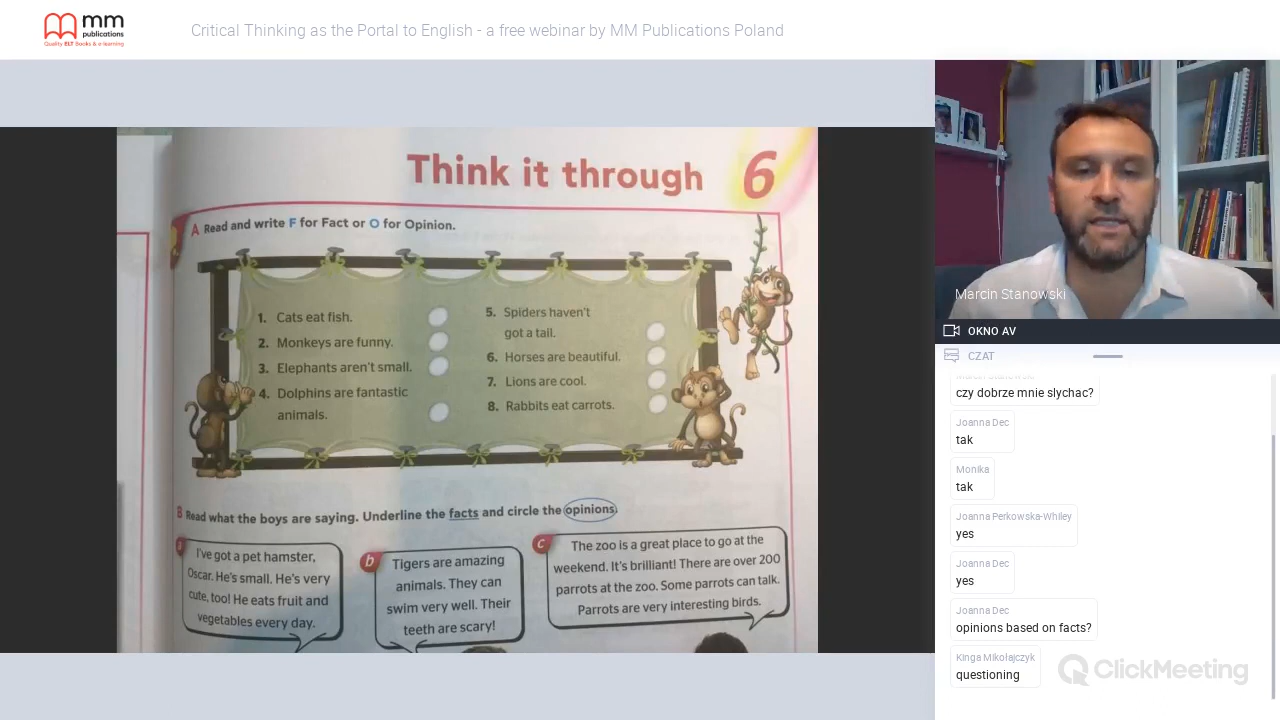 mm
publications
Quality ELT Books & e-learning
Critical Thinking as the Portal to English - a free webinar by MM Publications Poland
Think it through 6
A Read and write F for Fact or O for Opinion.
1. Cats eat fish.
2. Monkeys are funny.
3. Elephants aren't small.
4. Dolphins are fantastic
animals.
5. Spiders haven't
got a tail.
6. Horses are beautiful.
7. Lions are cool.
8. Rabbits eat carrots.
B Read what the boys are saying. Underline the facts and circle the opinions.
a
I've got a pet hamster,
Oscar. He's small. He's very
cute, too! He eats fruit and
vegetables every day.
b
Tigers are amazing
animals. They can
swim very well. Their
teeth are scary!
c
The zoo is a great place to go at the
weekend. It's brilliant! There are over 200
parrots at the zoo. Some parrots can talk.
Parrots are very interesting birds.
Marcin Stanowski
OKNO AV
CZAT
czy dobrze mnie slychac?
Joanna Dec
tak
Monika
tak
Joanna Perkowska-Whiley
yes
Joanna Dec
yes
Joanna Dec
opinions based on facts?
Kinga Mikołajczyk
questioning
ClickMeeting